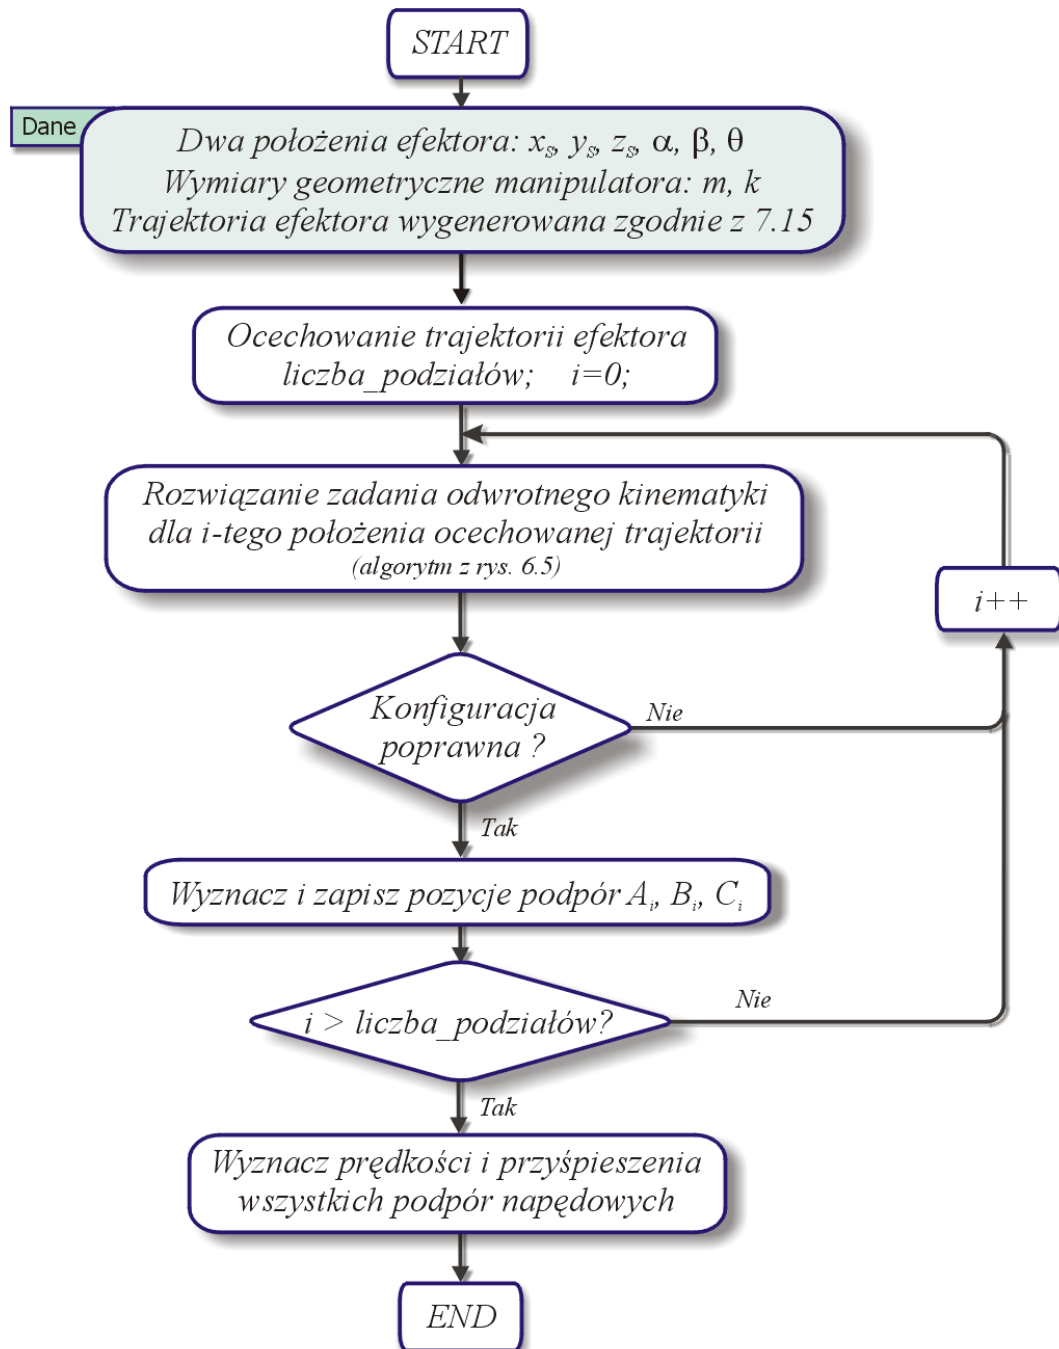 START
Dane
Dwa położenia efektora: xₛ, yₛ, zₛ, α, β, θ
Wymiary geometryczne manipulatora: m, k
Trajektoria efektora wygenerowana zgodnie z 7.15
Ocechowanie trajektorii efektora
liczba_podziałów; i=0;
Rozwiązanie zadania odwrotnego kinematyki
dla i-tego położenia ocechowanej trajektorii
(algorytm z rys. 6.5)
i++
Konfiguracja
poprawna ?
Nie
Tak
Wyznacz i zapisz pozycje podpór Aᵢ, Bᵢ, Cᵢ
i > liczba_podziałów?
Nie
Tak
Wyznacz prędkości i przyśpieszenia
wszystkich podpór napędowych
END